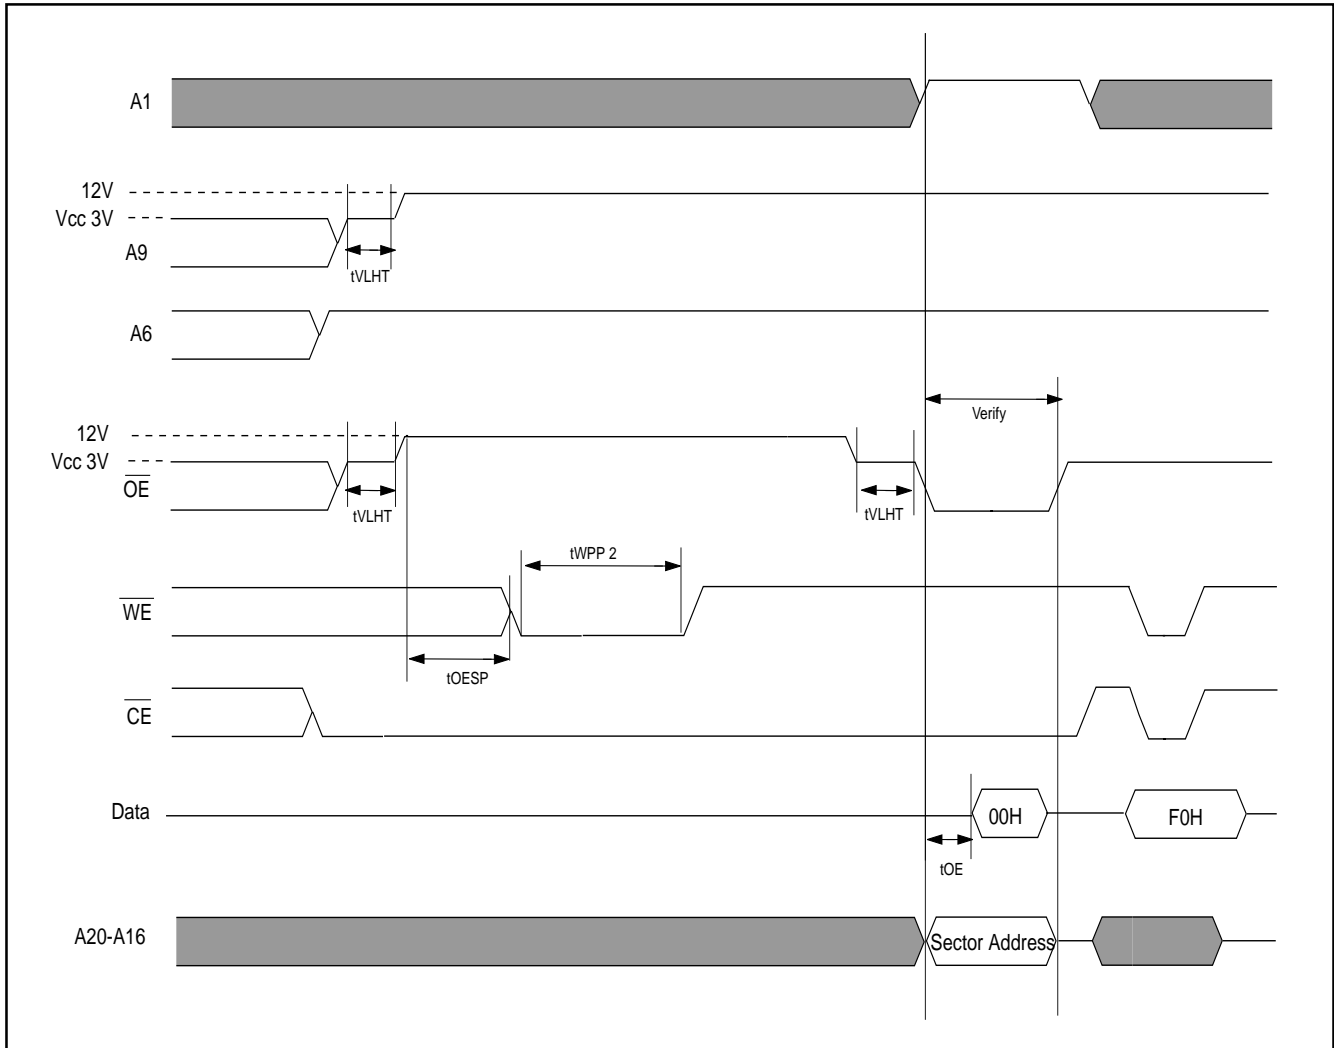 A1
12V
Vcc 3V
A9
tVLHT
A6
Verify
12V
Vcc 3V
OE
tVLHT
tVLHT
tWPP 2
WE
tOESP
CE
Data
00H
F0H
tOE
A20-A16
Sector Address